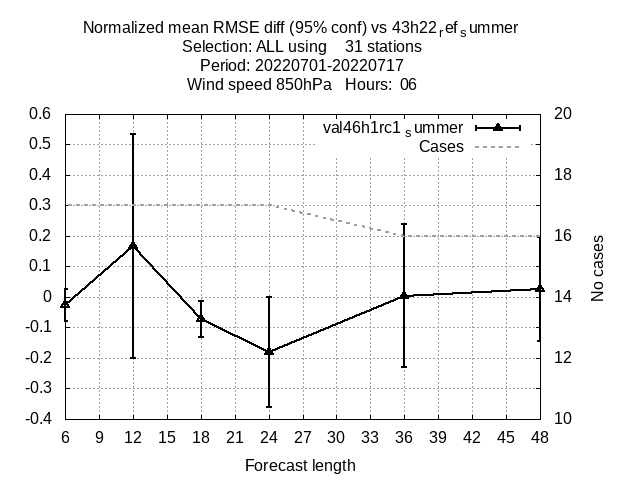 Normalized mean RMSE diff (95% conf) vs 43h22refsummer
Selection: ALL using 31 stations
Period: 20220701-20220717
Wind speed 850hPa Hours: 06
val46h1rc1summer
Cases
0.6
0.5
0.4
0.3
0.2
0.1
0
-0.1
-0.2
-0.3
-0.4
20
18
16
14
12
10
No cases
6 9 12 15 18 21 24 27 30 33 36 39 42 45 48
Forecast length